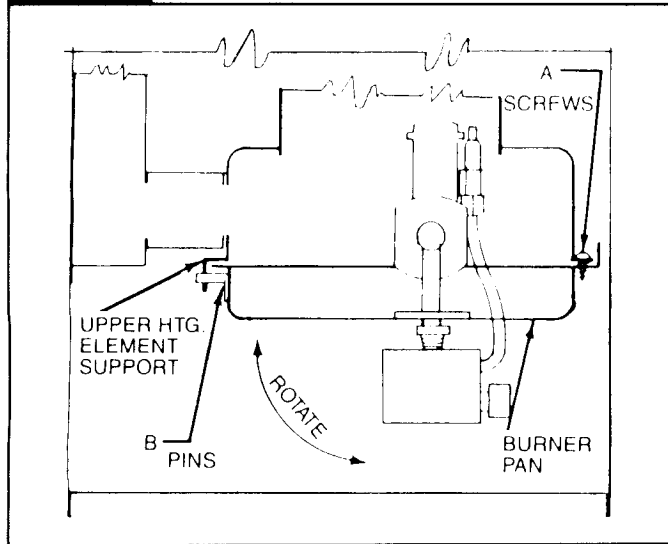 A
SCREWS
UPPER HTG.
ELEMENT
SUPPORT
ROTATE
B
PINS
BURNER
PAN